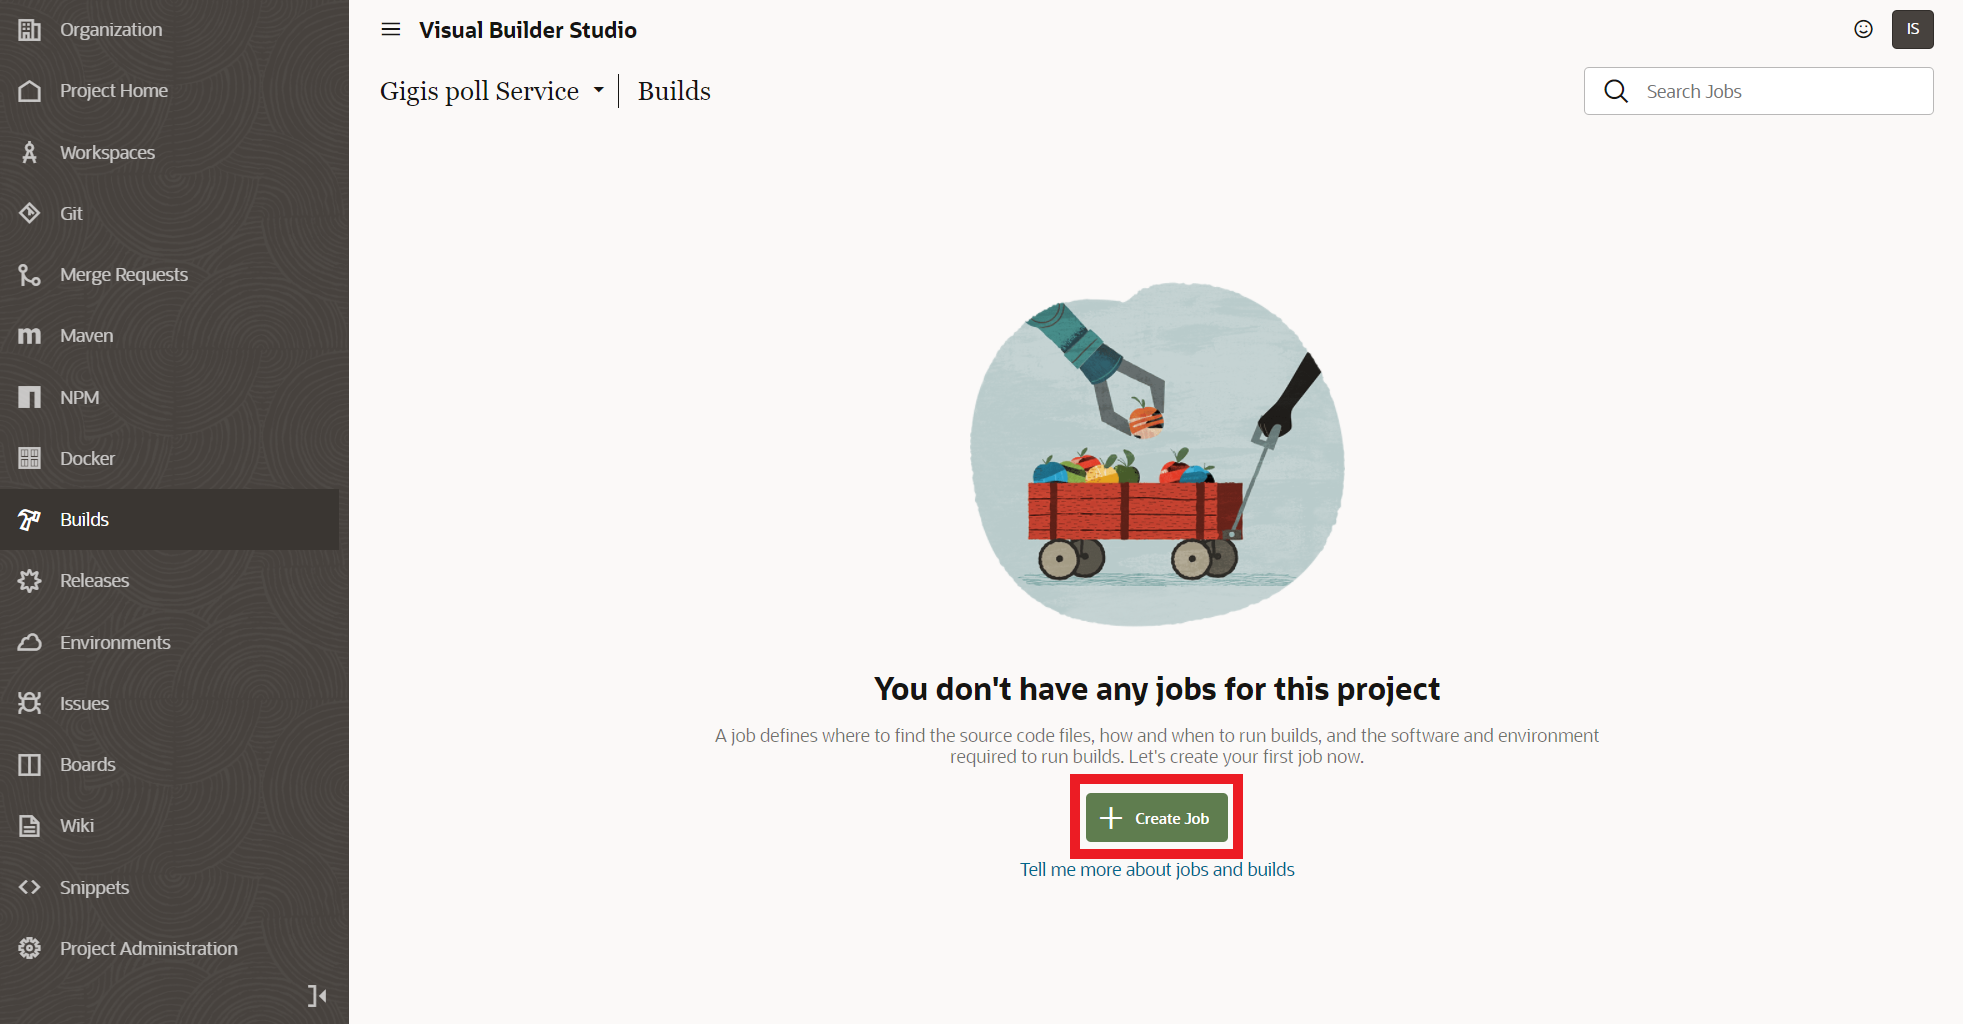 Organization
Project Home
Workspaces
Git
Merge Requests
Maven
NPM
Docker
Builds
Releases
Environments
Issues
Boards
Wiki
Snippets
Project Administration
Visual Builder Studio
IS
Gigis poll Service
Builds
Search Jobs
You don't have any jobs for this project
A job defines where to find the source code files, how and when to run builds, and the software and environment
required to run builds. Let's create your first job now.
Create Job
Tell me more about jobs and builds